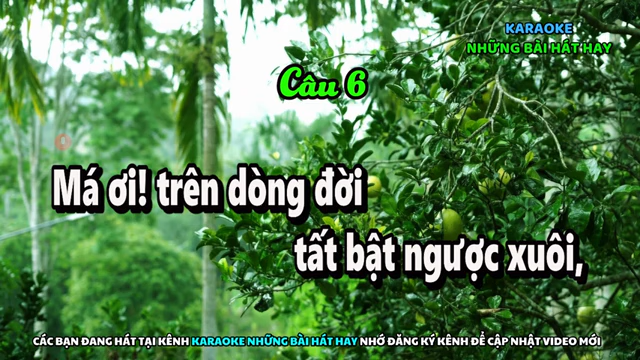 KARAOKE
NHỮNG BÀI HÁT HAY
Câu 6
Má ơi! trên dòng đời
tất bật ngược xuôi,
CÁC BẠN ĐANG HÁT TẠI KÊNH KARAOKE NHỮNG BÀI HÁT HAY NHỚ ĐĂNG KÝ KÊNH ĐỂ CẬP NHẬT VIDEO MỚI